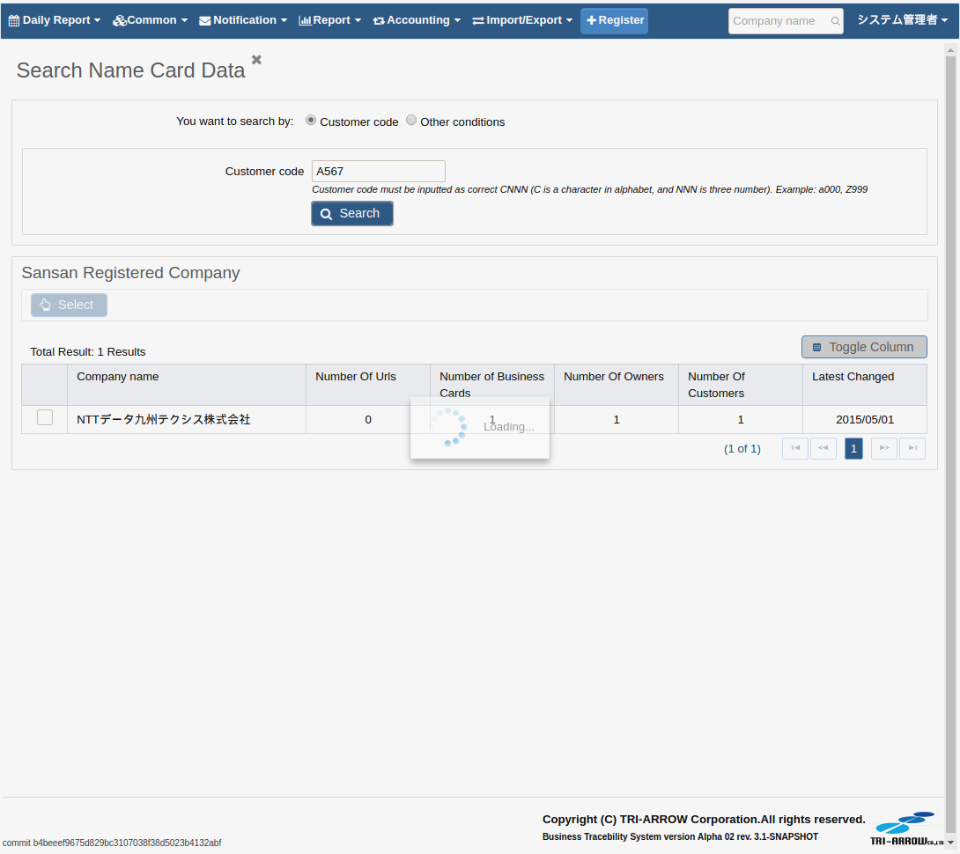 Daily Report Common Notification Report Accounting Import/Export Register Company name システム管理者
Search Name Card Data
You want to search by: Customer code Other conditions
Customer code A567
Customer code must be inputted as correct CNNN (C is a character in alphabet, and NNN is three number). Example: a000, Z999
Search
Sansan Registered Company
Select
Total Result: 1 Results Toggle Column
Company name Number Of Urls Number of Business Cards Number Of Owners Number Of Customers Latest Changed
NTTデータ九州テクシス株式会社 0 1 1 1 2015/05/01
Loading...
(1 of 1) 1
Copyright (C) TRI-ARROW Corporation.All rights reserved.
Business Tracebility System version Alpha 02 rev. 3.1-SNAPSHOT
TRI-ARROW CO.,LTD
commit b4beeef9675d829bc3107038f38d5023b4132abf